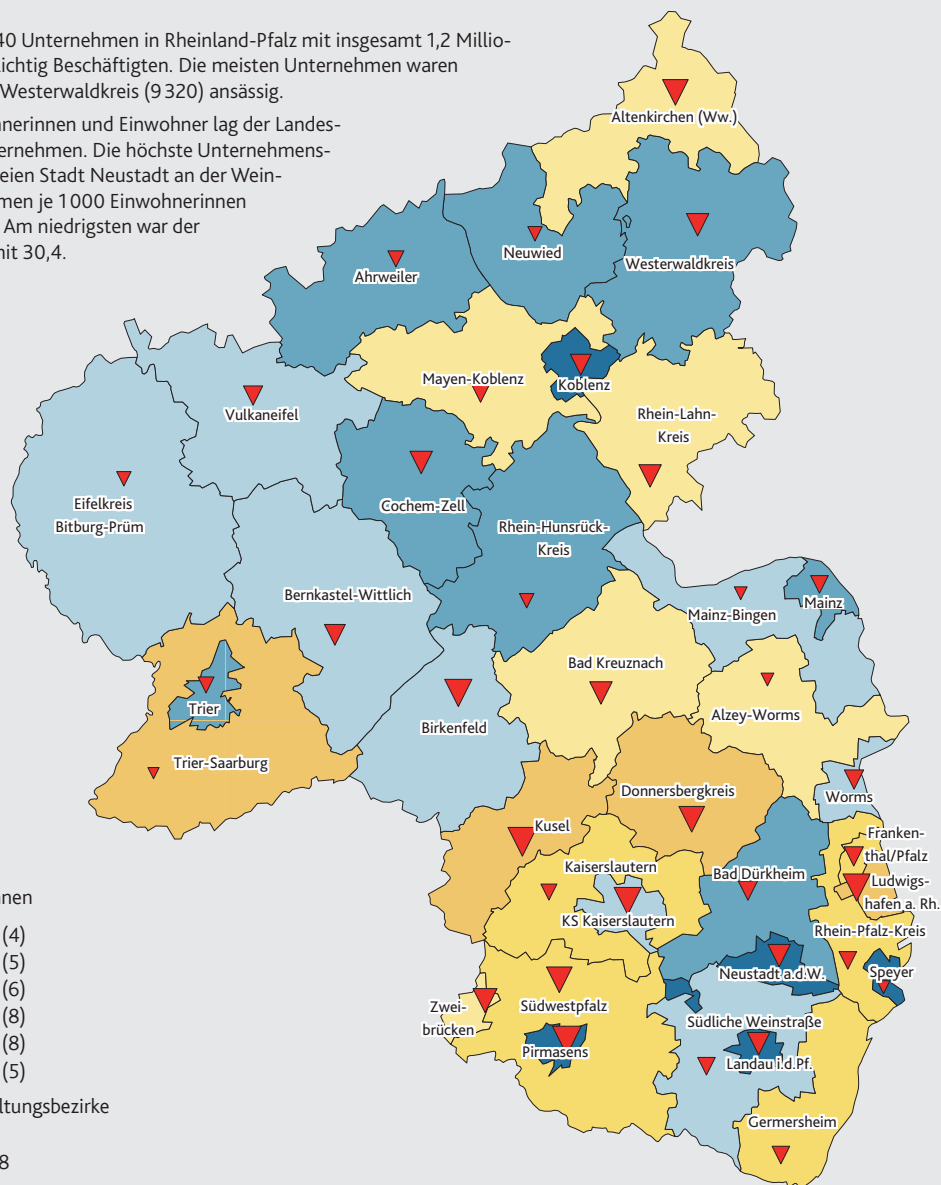 40 Unternehmen in Rheinland-Pfalz mit insgesamt 1,2 Millio-
lichtig Beschäftigten. Die meisten Unternehmen waren
Westerwaldkreis (9 320) ansässig.
nnerinnen und Einwohner lag der Landes-
ernehmen. Die höchste Unternehmens-
reien Stadt Neustadt an der Wein-
men je 1 000 Einwohnerinnen
Am niedrigsten war der
mit 30,4.
Altenkirchen (Ww.)
Neuwied
Westerwaldkreis
Ahrweiler
Mayen-Koblenz
Koblenz
Vulkaneifel
Rhein-Lahn-
Kreis
Eifelkreis
Bitburg-Prüm
Cochem-Zell
Rhein-Hunsrück-
Kreis
Bernkastel-Wittlich
Mainz-Bingen
Mainz
Bad Kreuznach
Trier
Birkenfeld
Alzey-Worms
Trier-Saarburg
Donnersbergkreis
Worms
Kusel
Franken-
thal/Pfalz
Kaiserslautern
Bad Dürkheim
Ludwigs-
hafen a. Rh.
KS Kaiserslautern
Rhein-Pfalz-Kreis
Neustadt a.d.W.
Speyer
Zwei-
brücken
Südwestpfalz
Südliche Weinstraße
Pirmasens
Landau i.d.Pf.
Germersheim
nnen
(4)
(5)
(6)
(8)
(8)
(5)
ltungsbezirke
8